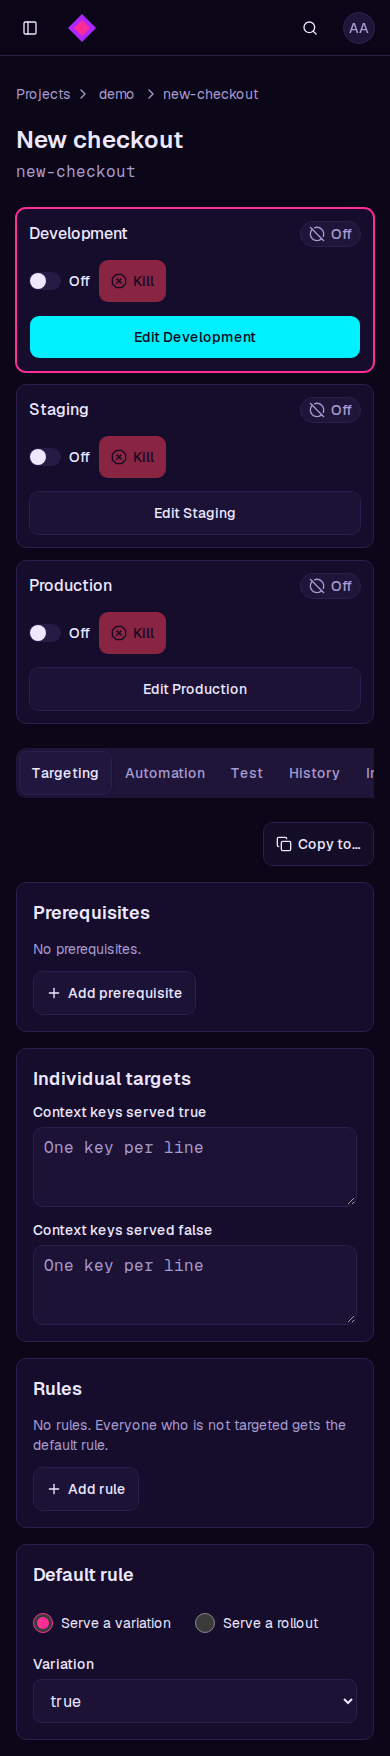 AA
Projects > demo > new-checkout
New checkout
new-checkout
Development Off
Off Kill
Edit Development
Staging Off
Off Kill
Edit Staging
Production Off
Off Kill
Edit Production
Targeting Automation Test History
Copy to...
Prerequisites
No prerequisites.
+ Add prerequisite
Individual targets
Context keys served true
One key per line
Context keys served false
One key per line
Rules
No rules. Everyone who is not targeted gets the
default rule.
+ Add rule
Default rule
Serve a variation Serve a rollout
Variation
true